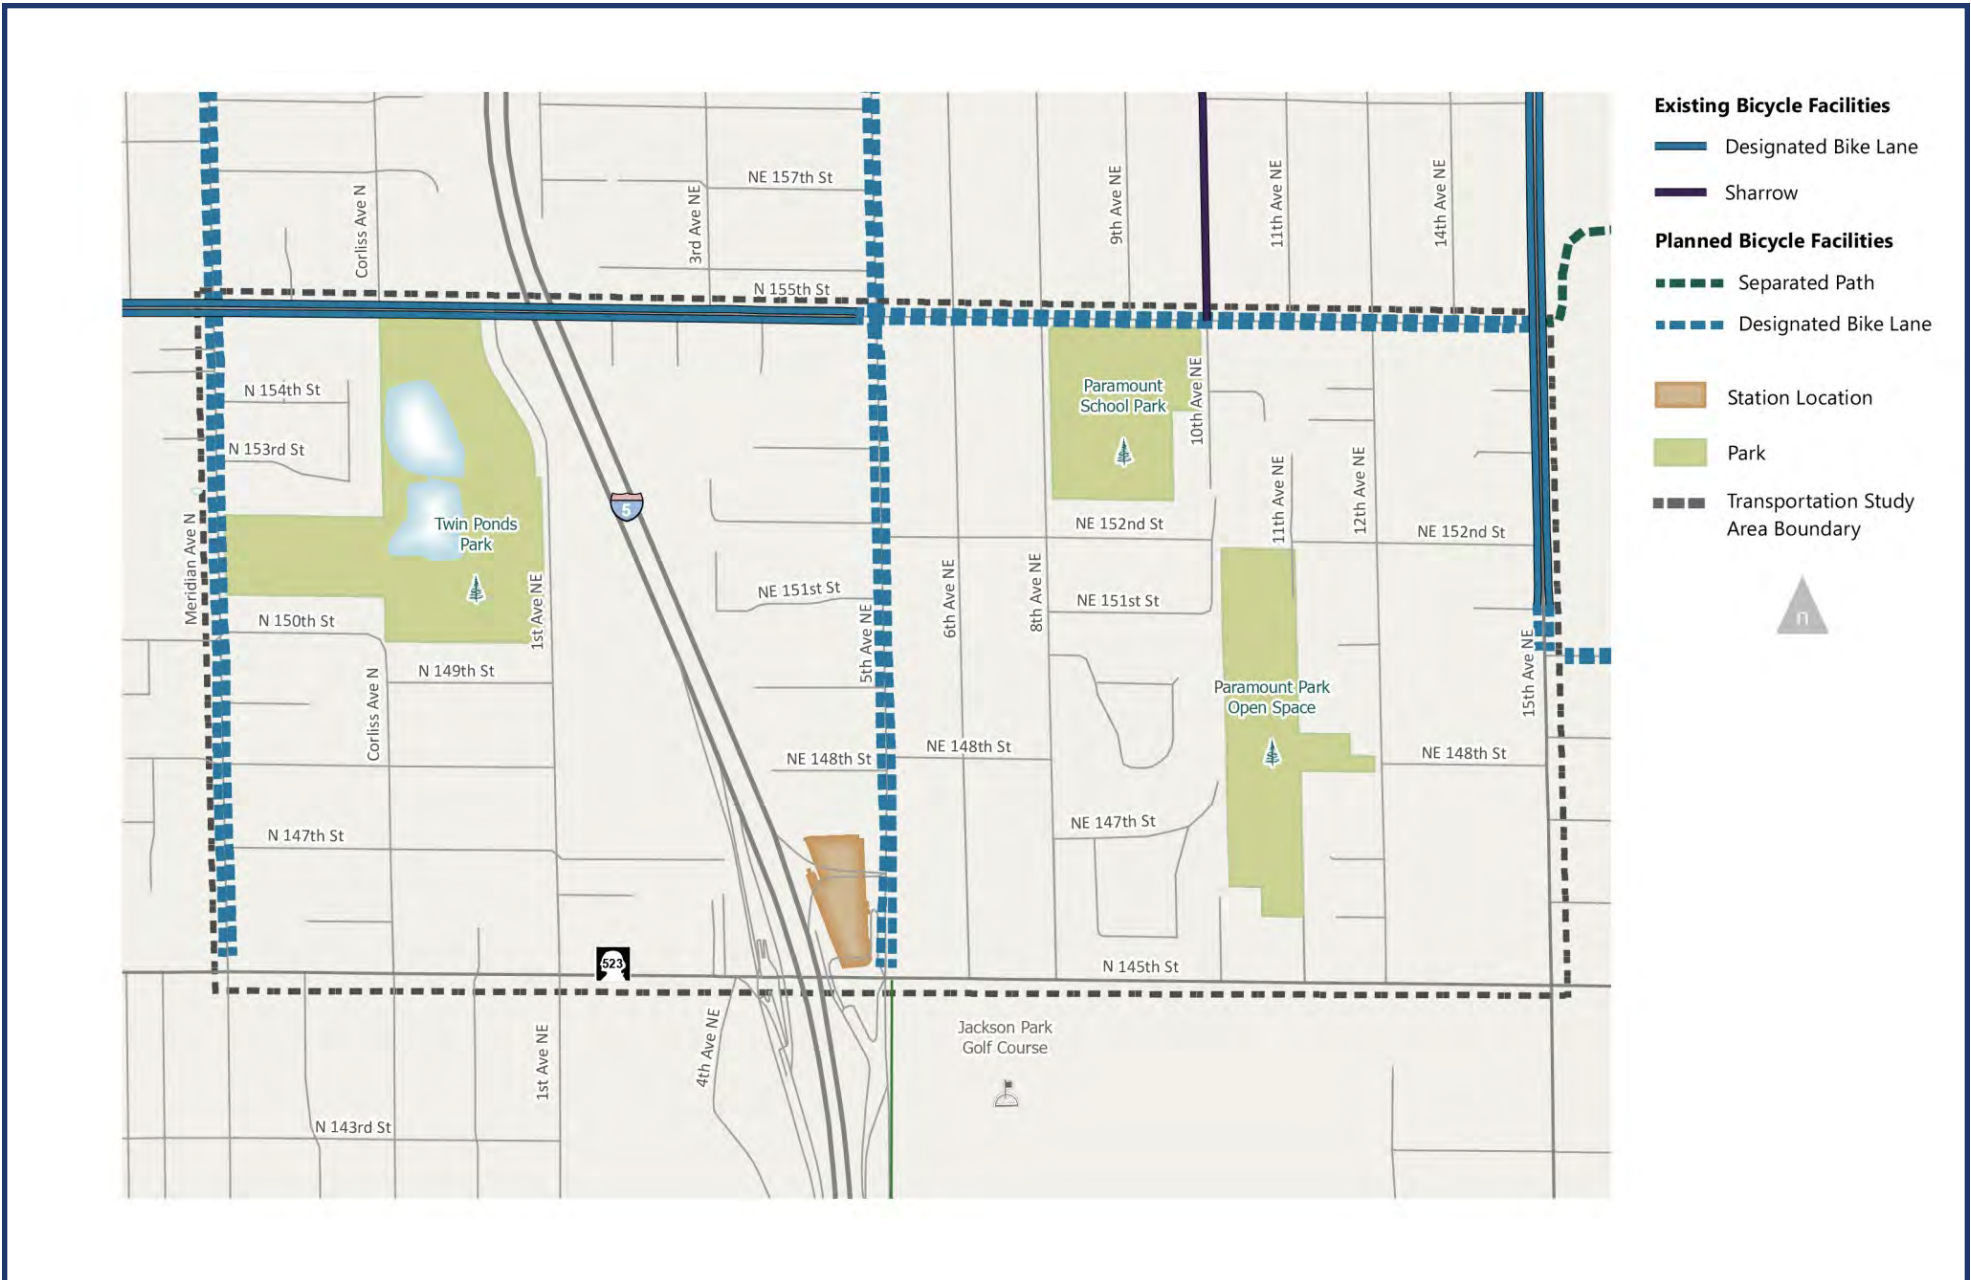 Existing Bicycle Facilities
Designated Bike Lane
Sharrow
Planned Bicycle Facilities
Separated Path
Designated Bike Lane
Station Location
Park
Transportation Study
Area Boundary
n
NE 157th St
Corliss Ave N
3rd Ave NE
9th Ave NE
11th Ave NE
14th Ave NE
N 155th St
N 154th St
N 153rd St
Paramount
School Park
10th Ave NE
5
Twin Ponds
Park
Meridian Ave N
NE 152nd St
11th Ave NE
12th Ave NE
NE 152nd St
1st Ave NE
NE 151st St
5th Ave NE
6th Ave NE
8th Ave NE
NE 151st St
N 150th St
N 149th St
Corliss Ave N
Paramount Park
Open Space
15th Ave NE
NE 148th St
NE 148th St
NE 148th St
N 147th St
NE 147th St
523
N 145th St
1st Ave NE
4th Ave NE
Jackson Park
Golf Course
N 143rd St